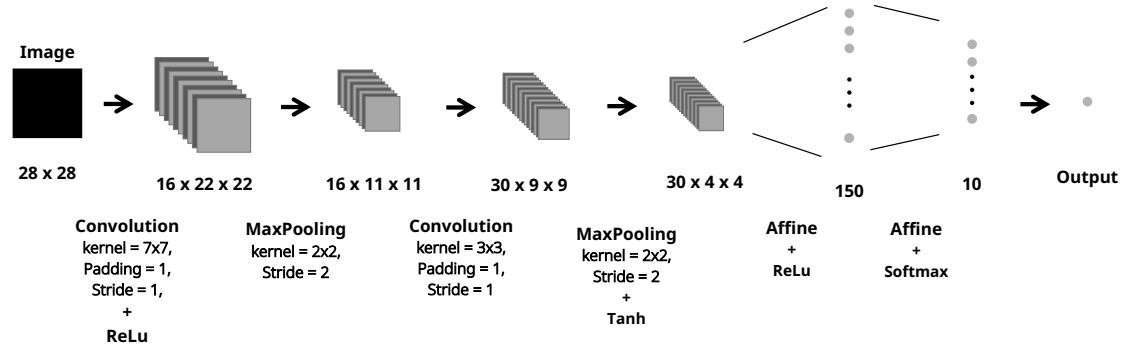 Image
28 x 28
16 x 22 x 22
16 x 11 x 11
30 x 9 x 9
30 x 4 x 4
150
10
Output
Convolution
kernel = 7x7,
Padding = 1,
Stride = 1,
+
ReLu
MaxPooling
kernel = 2x2,
Stride = 2
Convolution
kernel = 3x3,
Padding = 1,
Stride = 1
MaxPooling
kernel = 2x2,
Stride = 2
+
Tanh
Affine
+
ReLu
Affine
+
Softmax